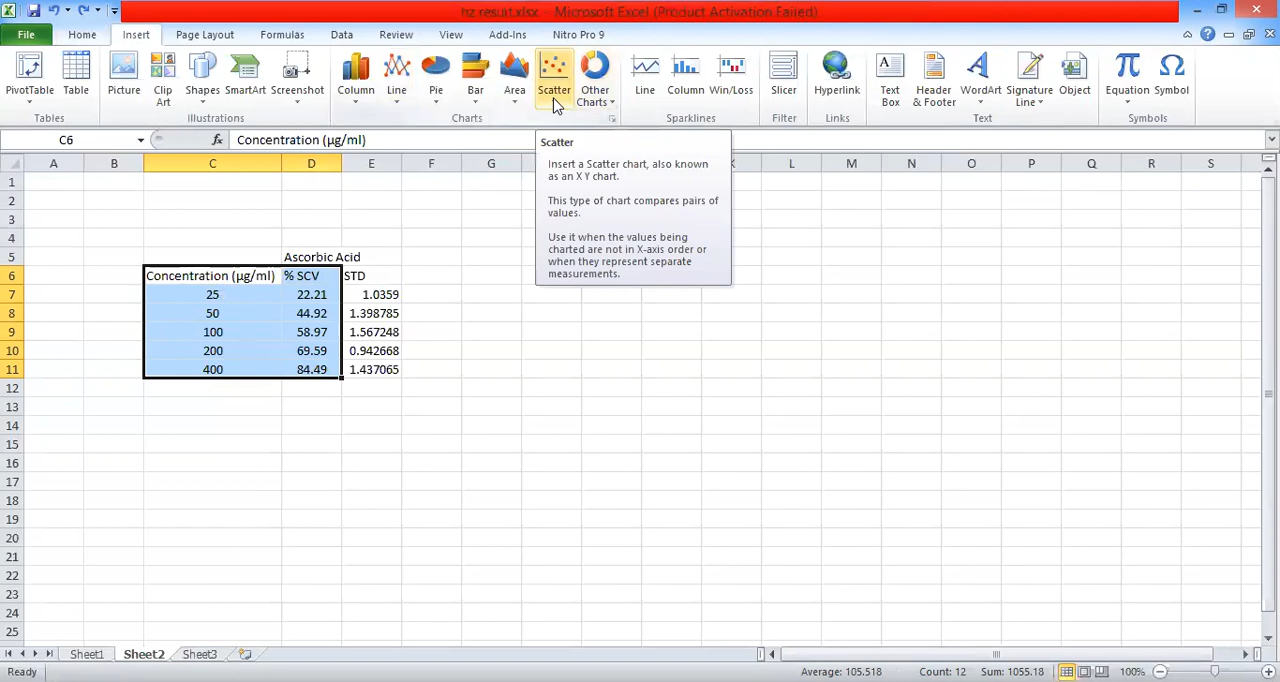 hz result.xlsx - Microsoft Excel (Product Activation Failed)
File Home Insert Page Layout Formulas Data Review View Add-Ins Nitro Pro 9
PivotTable Table Picture Clip Art Shapes SmartArt Screenshot Column Line Pie Bar Area Scatter Other Charts Line Column Win/Loss Slicer Hyperlink Text Box Header & Footer WordArt Signature Line Object Equation Symbol
Tables Illustrations Charts Sparklines Filter Links Text Symbols
C6 fx Concentration (µg/ml)
Scatter
Insert a Scatter chart, also known
as an X Y chart.
This type of chart compares pairs of
values.
Use it when the values being
charted are not in X-axis order or
when they represent separate
measurements.
A B C D E F G K L M N O P Q R S
1
2
3
4
5 Ascorbic Acid
6 Concentration (µg/ml) % SCV STD
7 25 22.21 1.0359
8 50 44.92 1.398785
9 100 58.97 1.567248
10 200 69.59 0.942668
11 400 84.49 1.437065
12
13
14
15
16
17
18
19
20
21
22
23
24
25
Sheet1 Sheet2 Sheet3
Ready Average: 105.518 Count: 12 Sum: 1055.18 100%